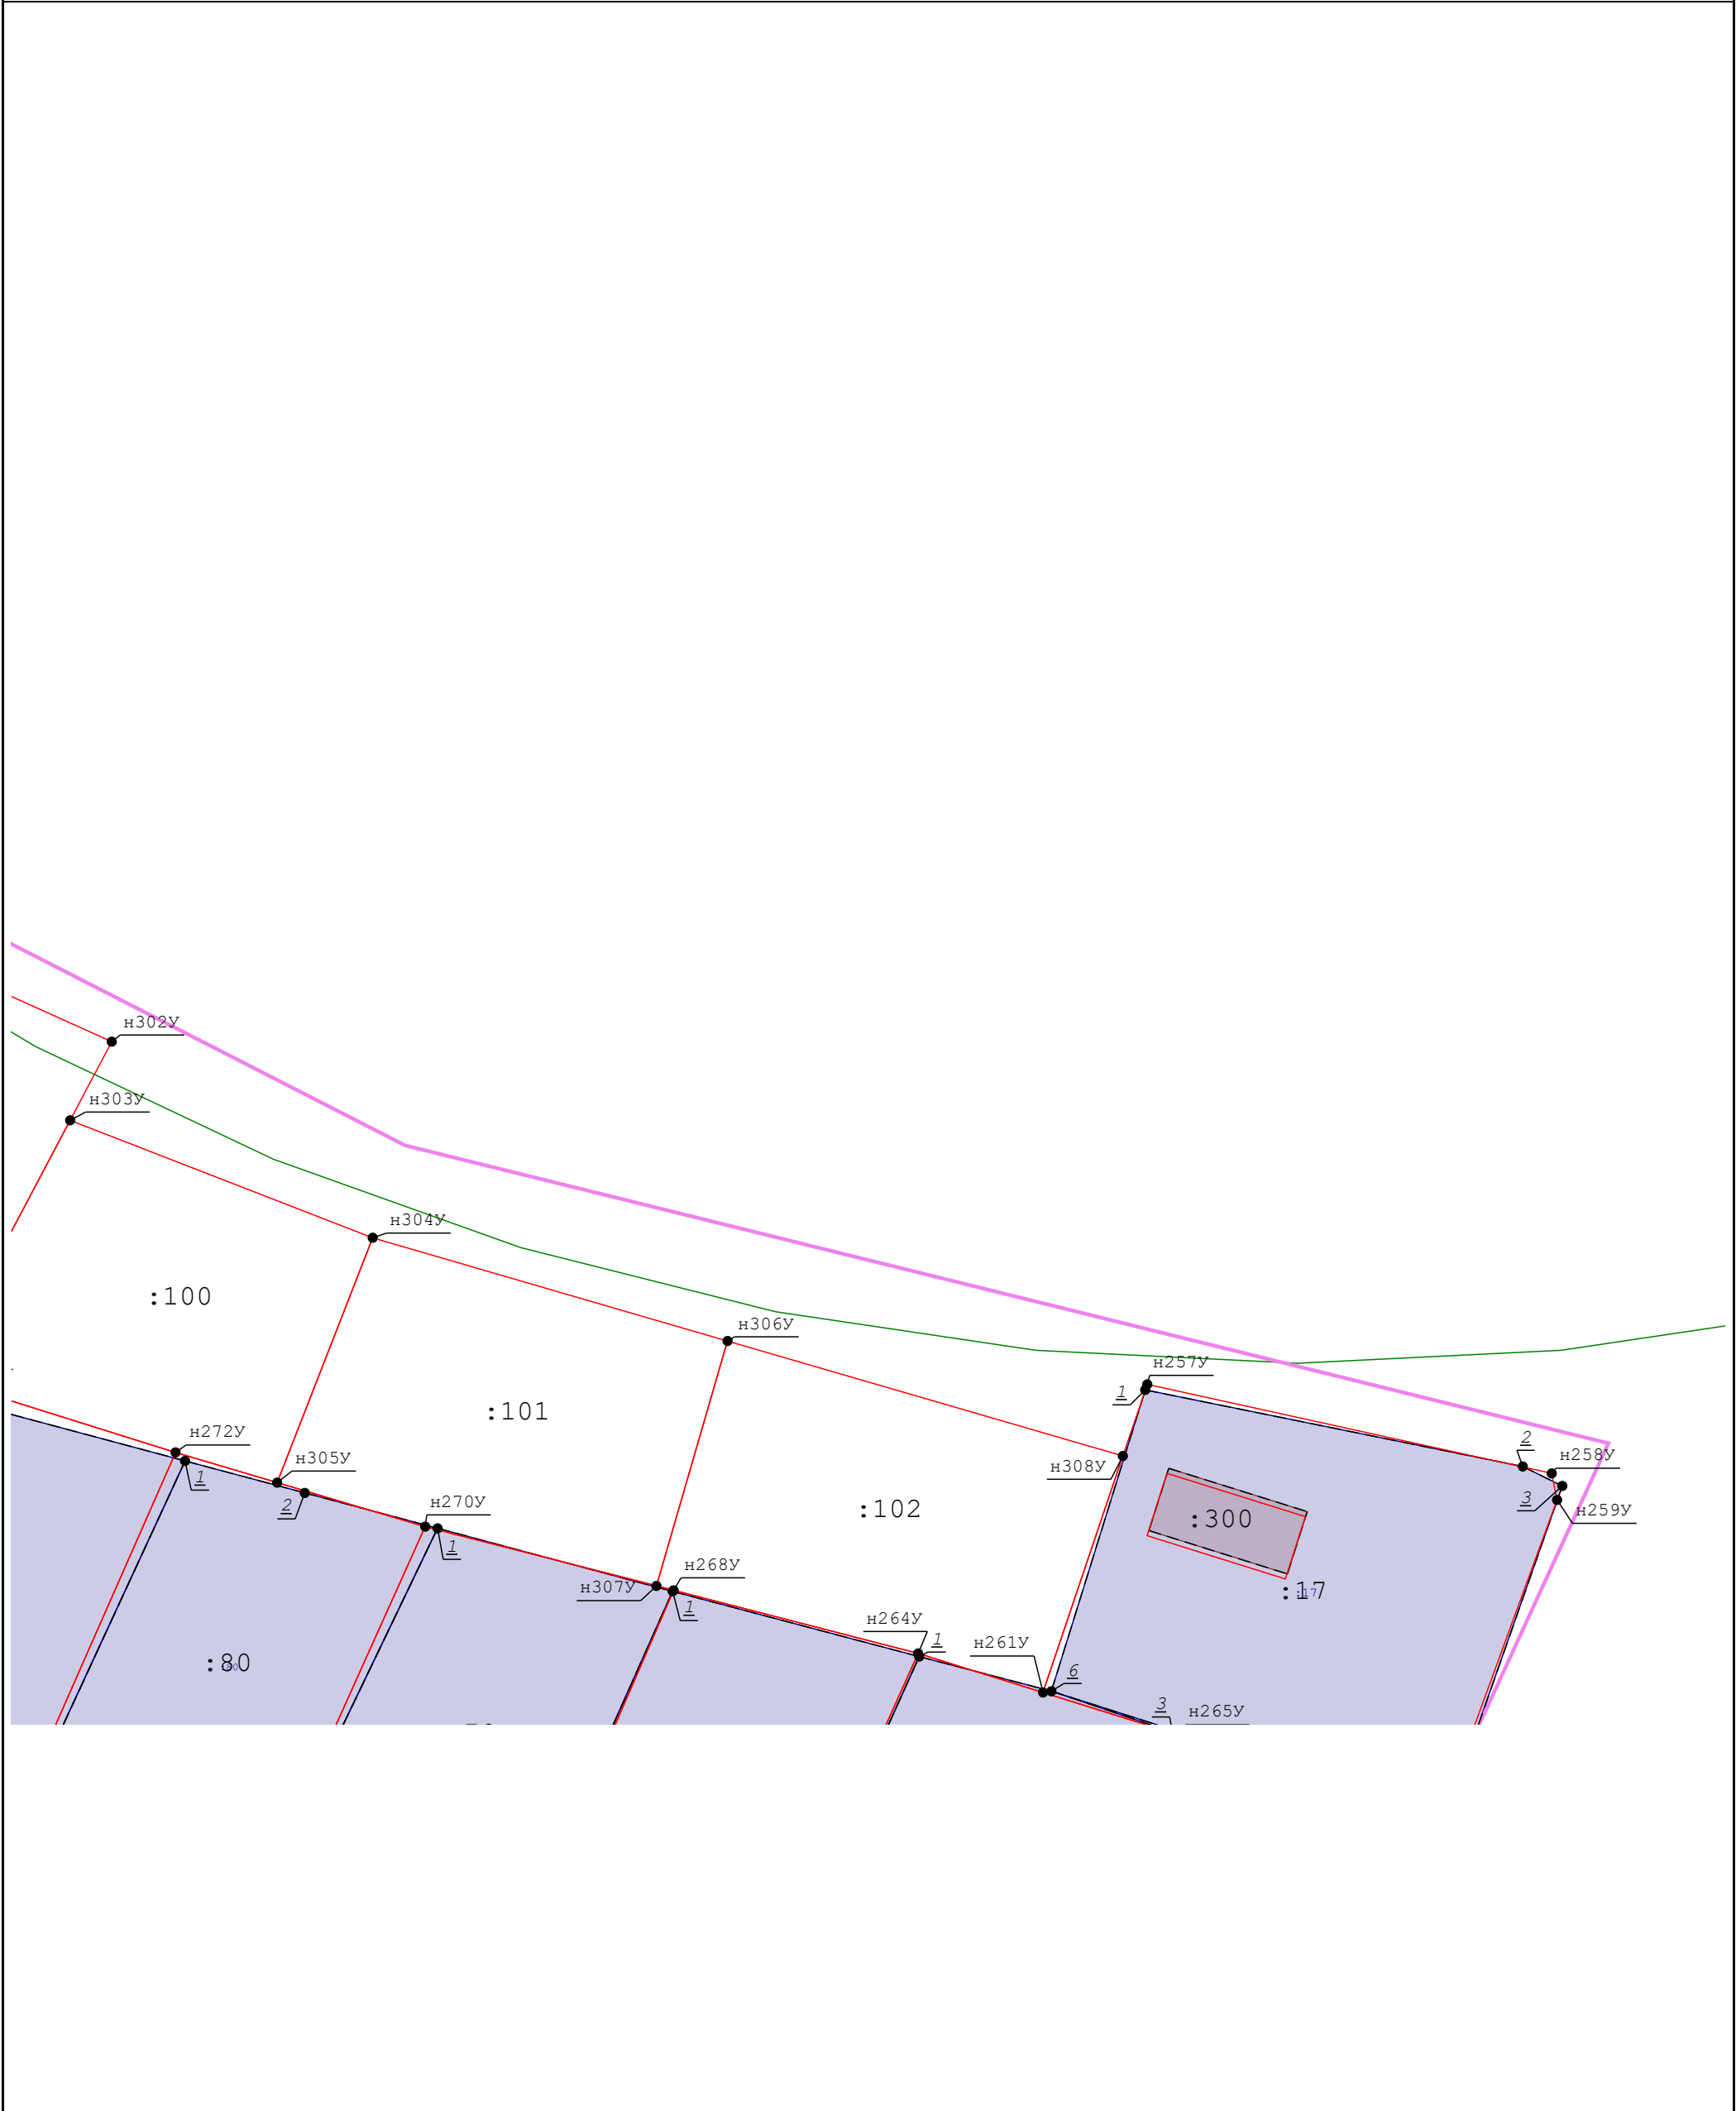 н302У
н303У
н304У
:100
н306У
н257У
1
:101
н272У
1
н305У
2
н308У
2
н258У
3
н259У
н270У
1
:102
:300
н268У
н307У
1
:17
:17
н264У
1
н261У
:80
6
3
н265У